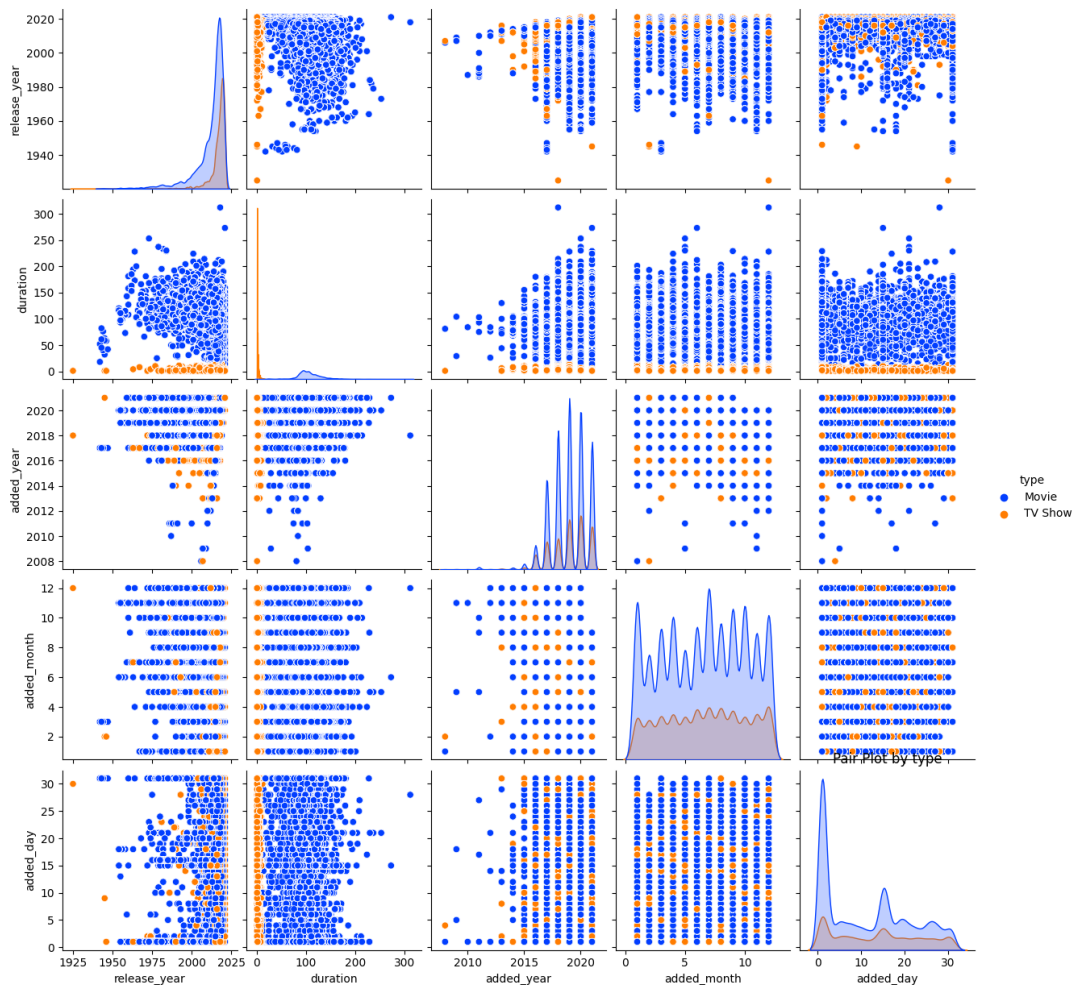 2020
2000
1980
1960
1940
release_year
300
250
200
150
100
50
0
duration
2020
2018
2016
2014
2012
2010
2008
added_year
type
Movie
TV Show
12
10
8
6
4
2
added_month
Pair Plot by type
30
25
20
15
10
5
0
added_day
1925 1950 1975 2000 2025
release_year
0 100 200 300
duration
2010 2015 2020
added_year
0 5 10
added_month
0 10 20 30
added_day